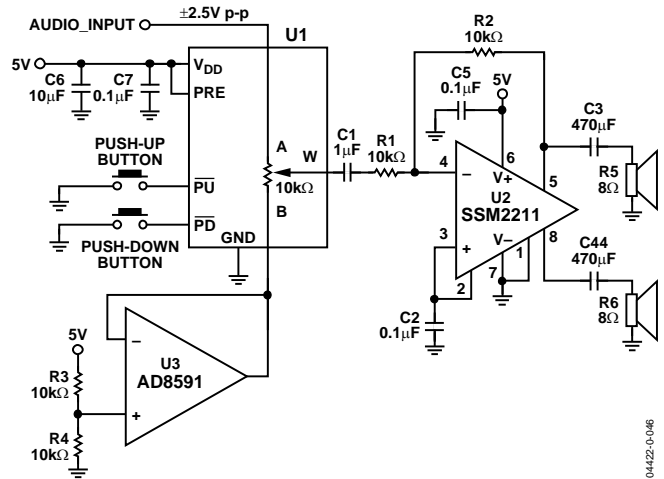 AUDIO_INPUT
±2.5V p-p
U1
5V
C6
10µF
C7
0.1µF
VDD
PRE
PUSH-UP
BUTTON
PU
PD
PUSH-DOWN
BUTTON
GND
A
W
10kΩ
B
C1
1µF
R1
10kΩ
R2
10kΩ
C5
0.1µF
5V
6
V+
4
−
U2
SSM2211
5
3
+
V−
2
7
1
8
C2
0.1µF
C3
470µF
R5
8Ω
C44
470µF
R6
8Ω
5V
R3
10kΩ
R4
10kΩ
−
U3
AD8591
+
04422-0-046